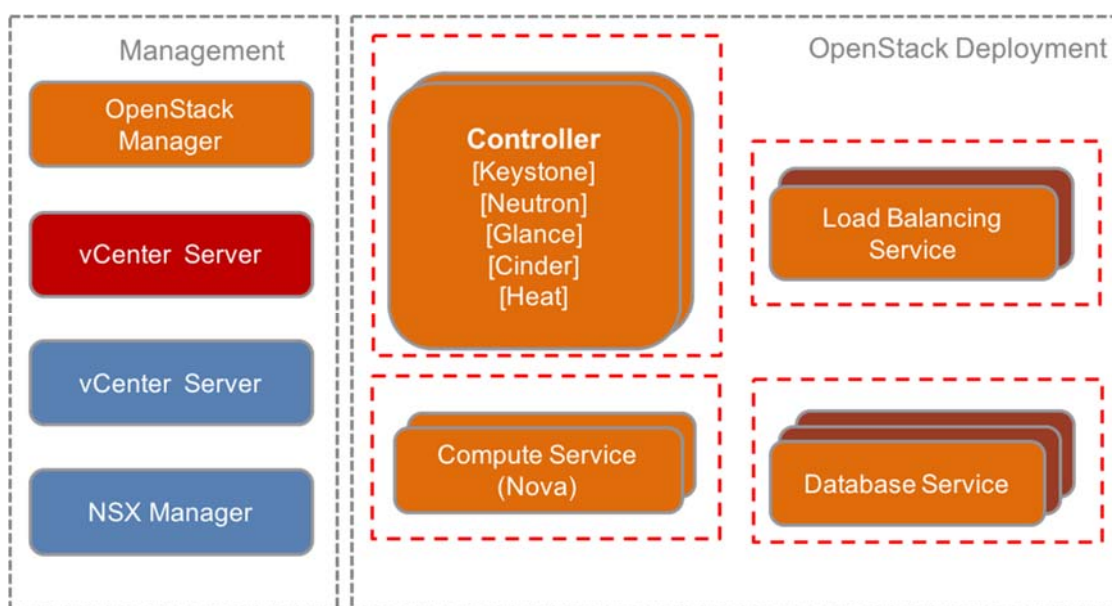 Management
OpenStack
Manager
vCenter Server
vCenter Server
NSX Manager
OpenStack Deployment
Controller
[Keystone]
[Neutron]
[Glance]
[Cinder]
[Heat]
Load Balancing
Service
Compute Service
(Nova)
Database Service